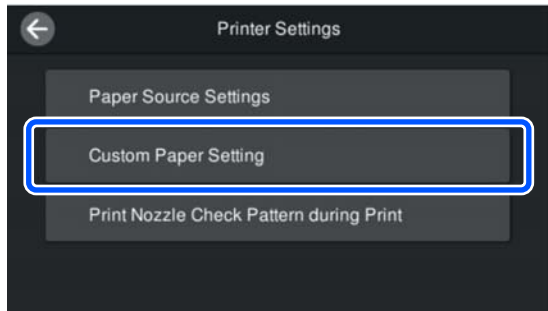 Printer Settings
Paper Source Settings
Custom Paper Setting
Print Nozzle Check Pattern during Print